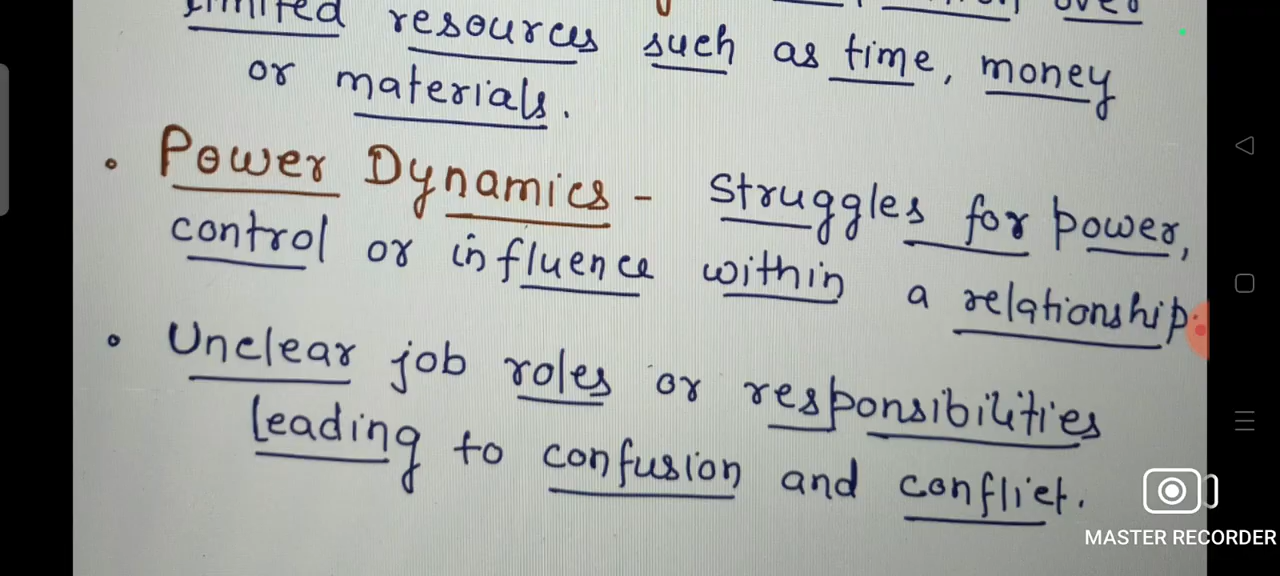 limited resources such as time, money
or materials.
• Power Dynamics - Struggles for power,
control or influence within a relationship.
• Unclear job roles or responsibilities
leading to confusion and conflict.
MASTER RECORDER